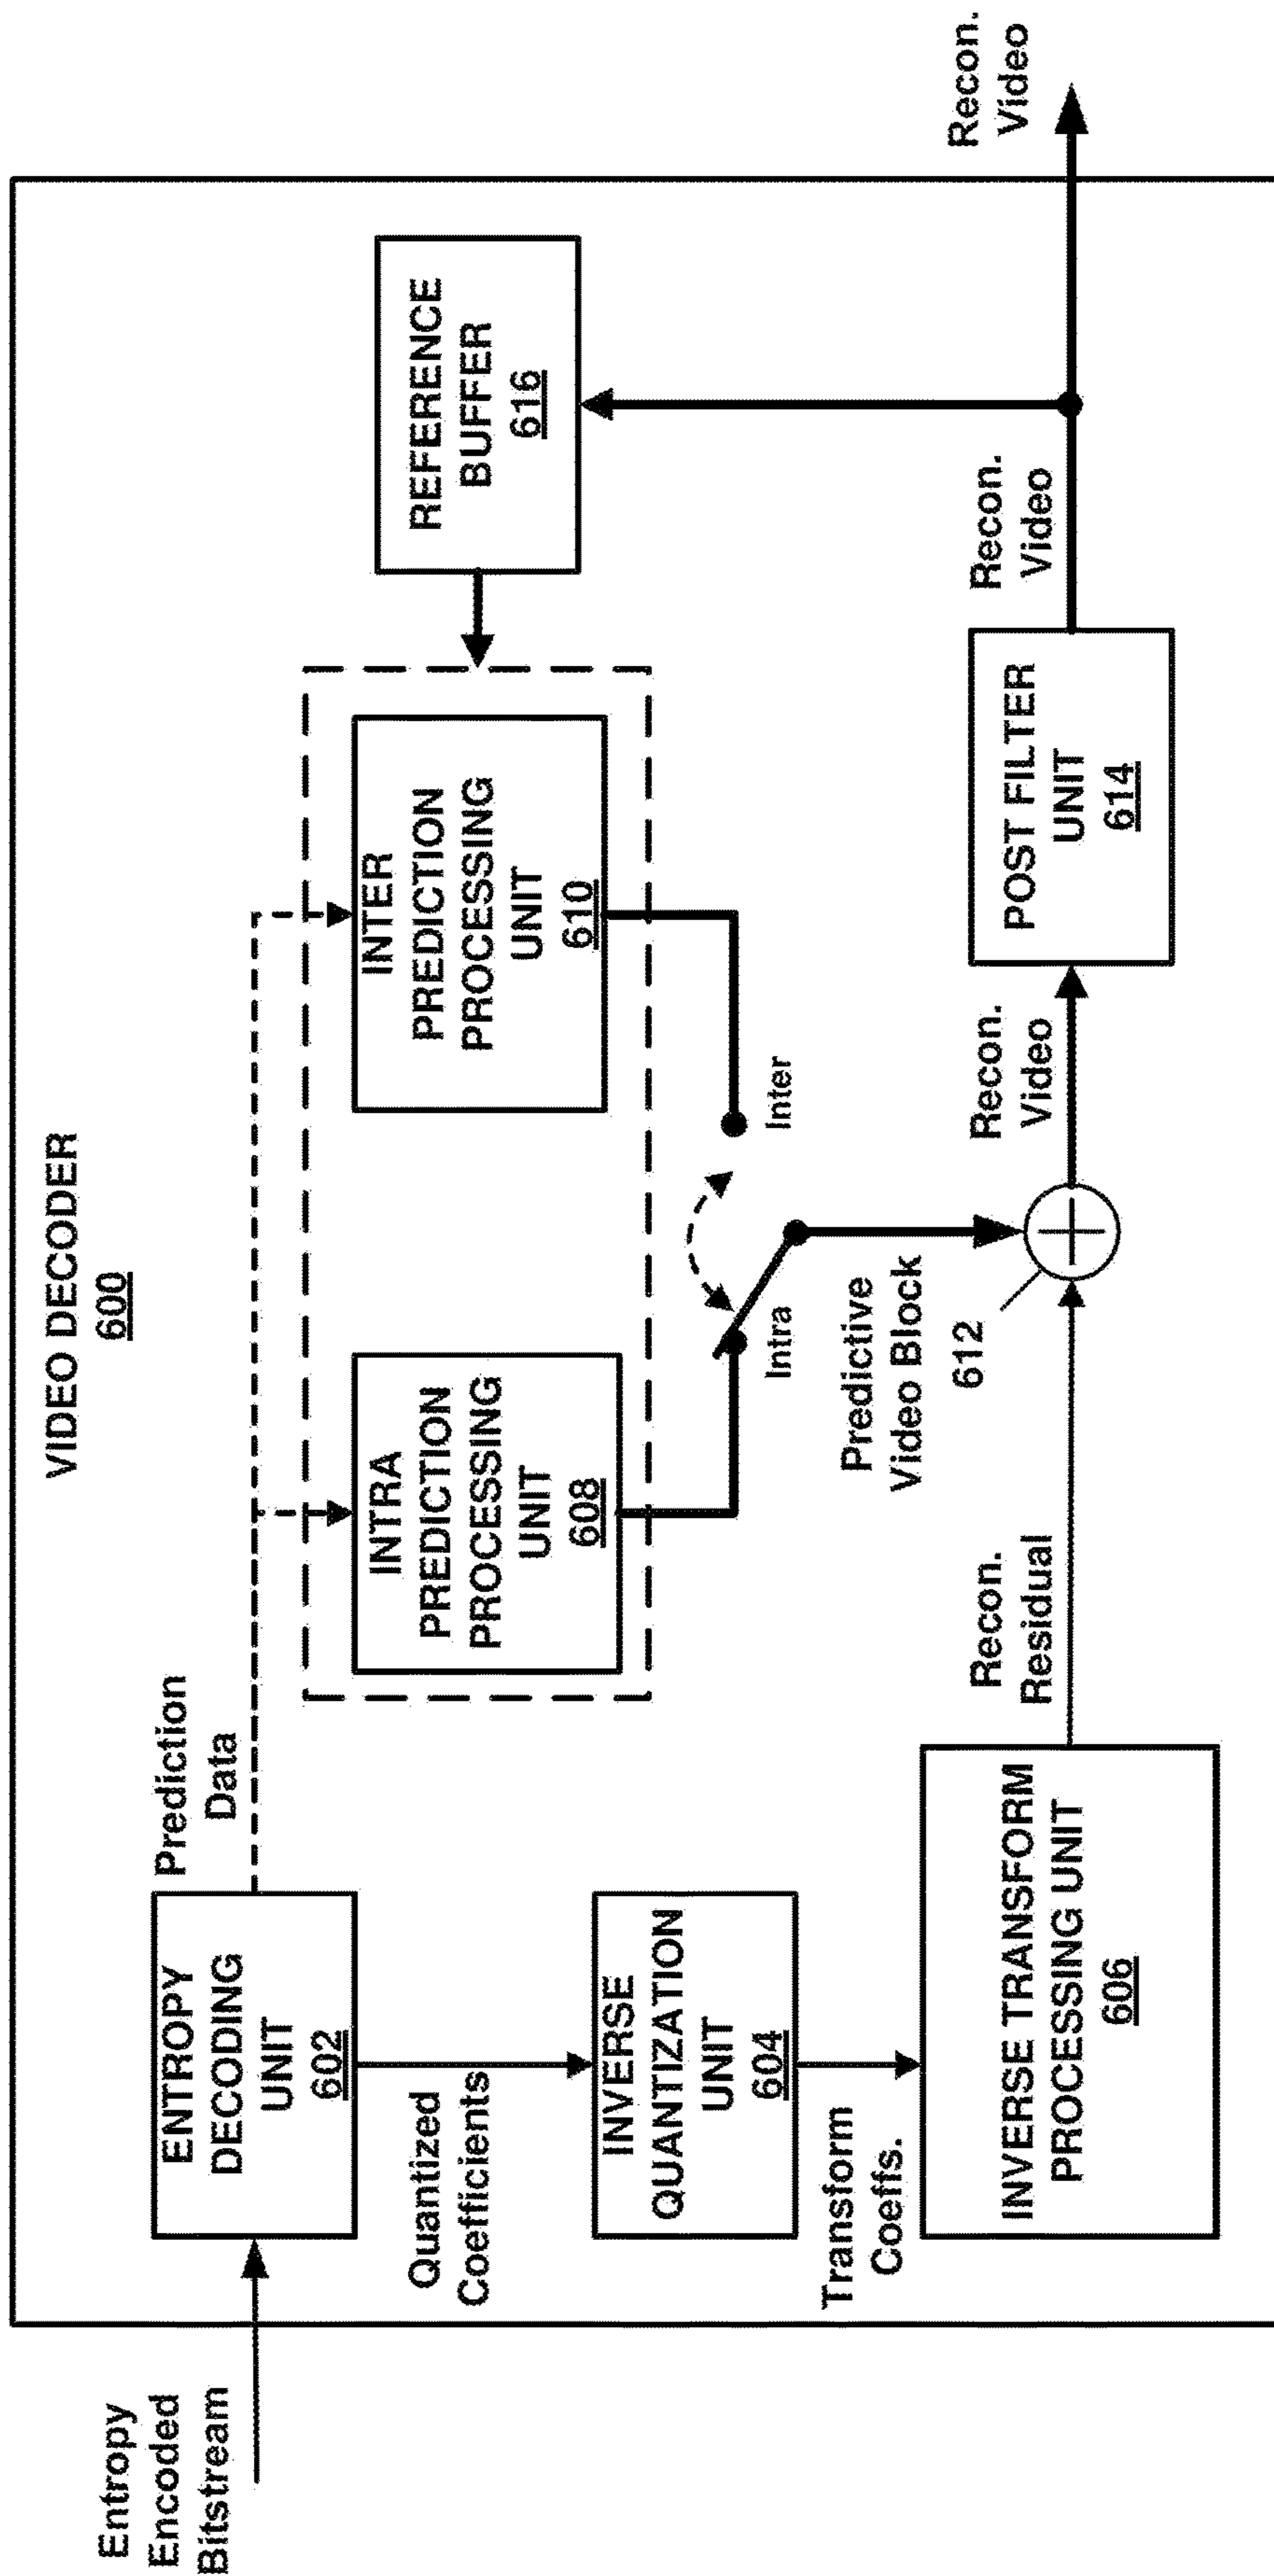 VIDEO DECODER
600
Entropy
Encoded
Bitstream
ENTROPY
DECODING
UNIT
602
Prediction
Data
Quantized
Coefficients
INVERSE
QUANTIZATION
UNIT
604
Transform
Coeffs.
INVERSE TRANSFORM
PROCESSING UNIT
606
Recon.
Residual
INTRA
PREDICTION
PROCESSING
UNIT
608
INTER
PREDICTION
PROCESSING
UNIT
610
Intra
Inter
Predictive
Video Block
612
Recon.
Video
POST FILTER
UNIT
614
Recon.
Video
REFERENCE
BUFFER
616
Recon.
Video